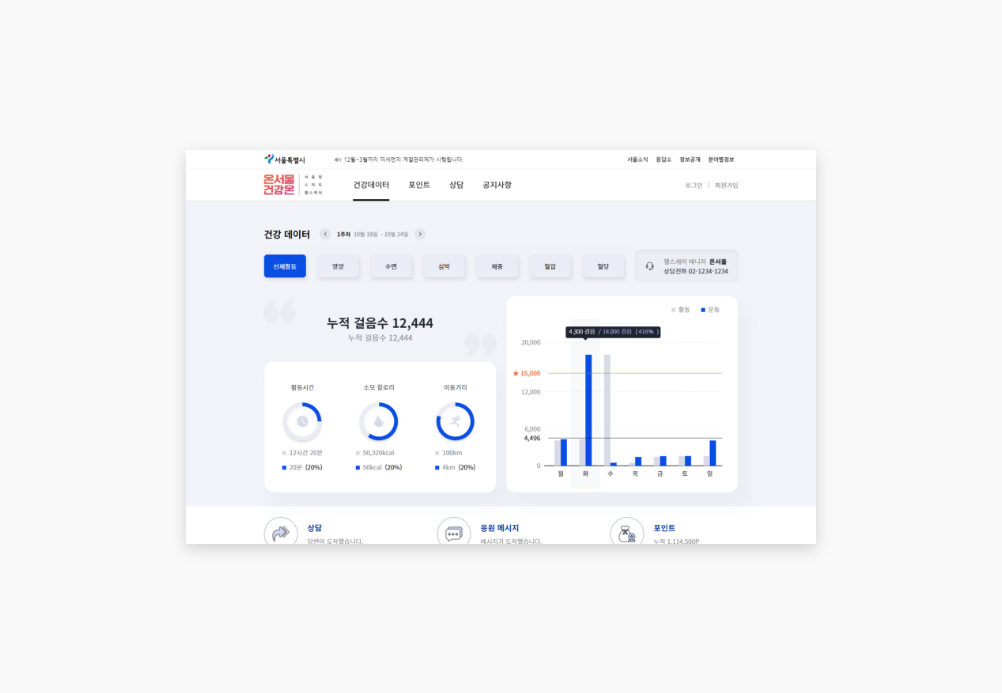 서울특별시
12월~3월까지 미세먼지 계절관리제가 시행됩니다.
서울소식 응답소 정보공개 분야별정보
온서울
건강온
서울형
스마트
헬스케어
건강데이터 포인트 상담 공지사항
로그인 | 회원가입
건강 데이터
1주차 10월 18일 - 10월 24일
신체활동 영양 수면 심박 체중 혈압 혈당
헬스케어 매니저 온서울
상담전화 02-1234-1234
누적 걸음수 12,444
누적 걸음수 12,444
활동시간
12시간 20분
20분 (20%)
소모 칼로리
50,320kcal
50kcal (20%)
이동거리
100km
4km (20%)
활동 운동
4,300 걸음 / 18,000 걸음 (418%)
20,000
15,000
12,000
6,000
4,496
0
월 화 수 목 금 토 일
상담
답변이 도착했습니다.
응원 메시지
메시지가 도착했습니다.
포인트
누적 1,114,500P